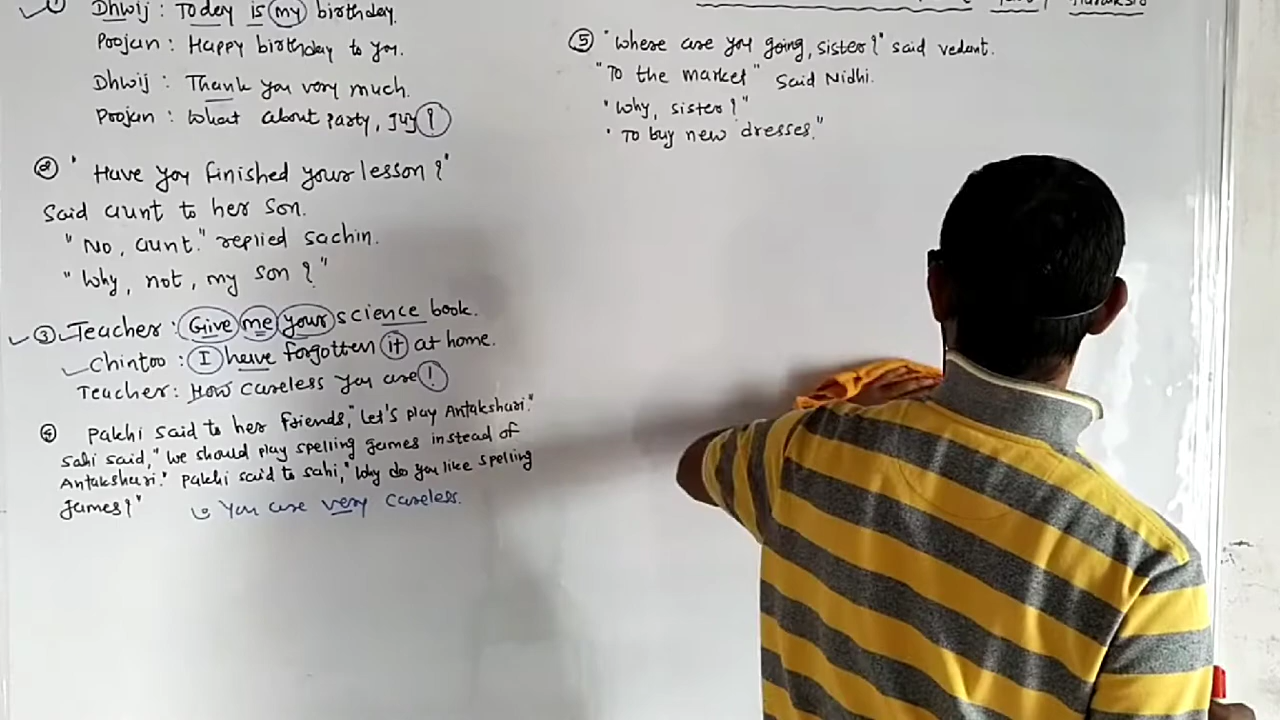 ① Dhwij : Today is my birthday.
Poojan : Happy birthday to you.
Dhwij : Thank you very much.
Poojan : What about party, guy ?
② " Have you finished your lesson ?"
Said aunt to her son.
" No, aunt." replied sachin.
" Why, not, my son ?"
③ Teacher : Give me your science book.
Chintoo : I have forgotten it at home.
Teacher : How careless you are !
④ Palkhi said to her friends, "Let's play Antakshari."
Sahi said, "We should play spelling games instead of
Antakshari." Palkhi said to sahi, "Why do you like spelling
games?"
↳ You are very careless.
⑤ "Where are you going, sister ?" said vedant.
"To the market" Said Nidhi.
"Why, sister ?"
"To buy new dresses."